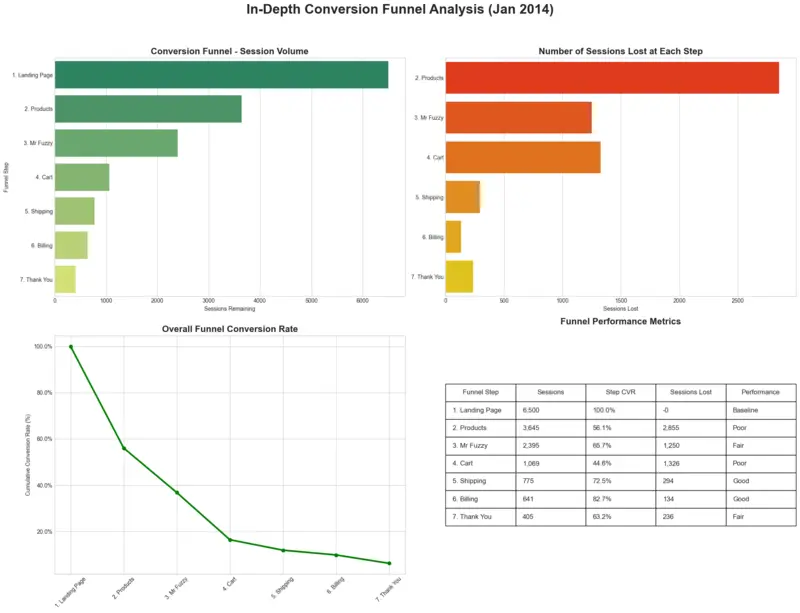 In-Depth Conversion Funnel Analysis (Jan 2014)
Conversion Funnel - Session Volume
1. Landing Page
2. Products
3. Mr Fuzzy
4. Cart
5. Shipping
6. Billing
7. Thank You
Funnel Step
0 1000 2000 3000 4000 5000 6000
Sessions Remaining
Number of Sessions Lost at Each Step
2. Products
3. Mr Fuzzy
4. Cart
5. Shipping
6. Billing
7. Thank You
0 500 1000 1500 2000 2500
Sessions Lost
Overall Funnel Conversion Rate
100.0%
80.0%
60.0%
40.0%
20.0%
Cumulative Conversion Rate (%)
1. Landing Page
2. Products
3. Mr Fuzzy
4. Cart
5. Shipping
6. Billing
7. Thank You
Funnel Performance Metrics
Funnel Step Sessions Step CVR Sessions Lost Performance
1. Landing Page 6,500 100.0% -0 Baseline
2. Products 3,645 56.1% 2,855 Poor
3. Mr Fuzzy 2,395 65.7% 1,250 Fair
4. Cart 1,069 44.6% 1,326 Poor
5. Shipping 775 72.5% 294 Good
6. Billing 641 82.7% 134 Good
7. Thank You 405 63.2% 236 Fair